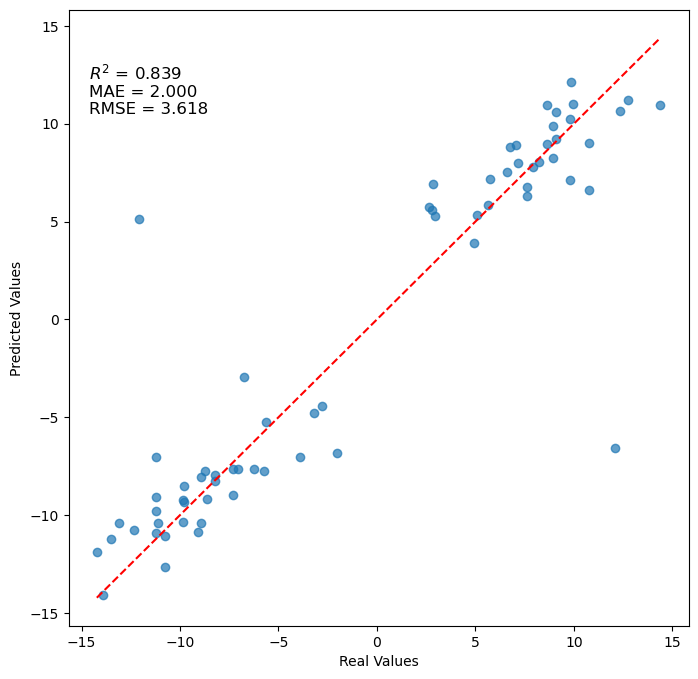 R² = 0.839
MAE = 2.000
RMSE = 3.618
15
10
5
0
−5
−10
−15
Predicted Values
−15 −10 −5 0 5 10 15
Real Values